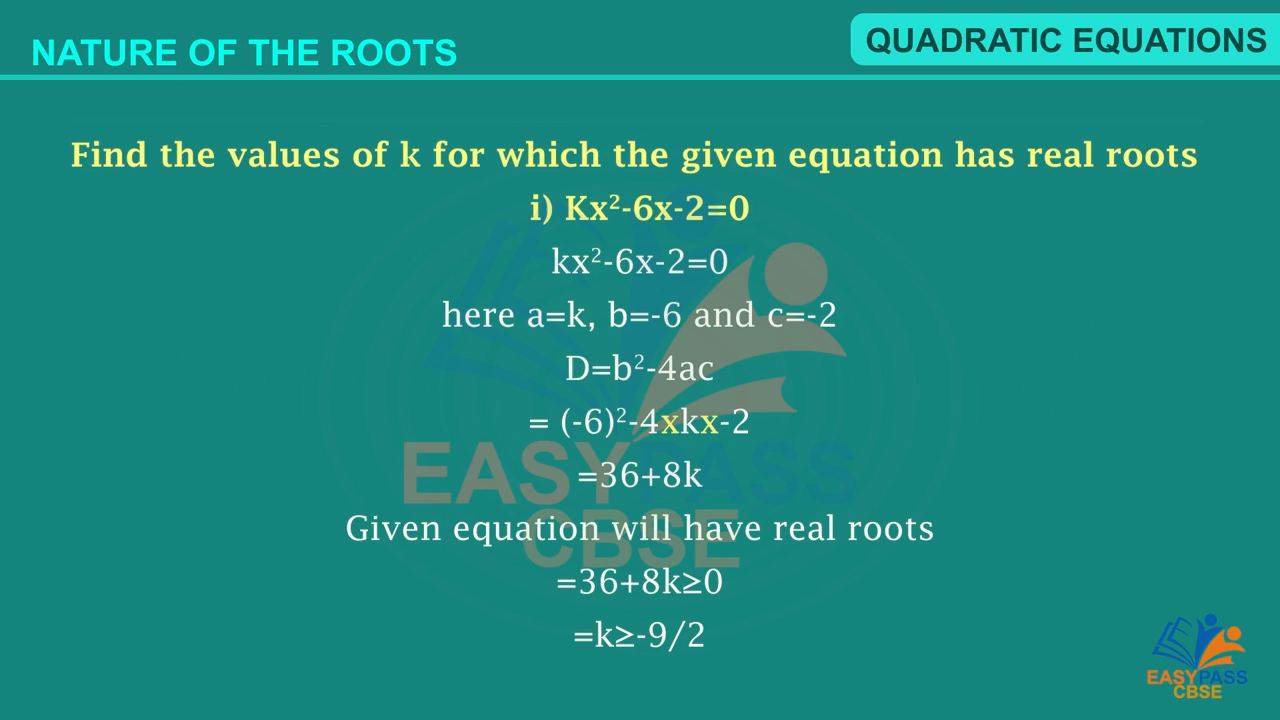 NATURE OF THE ROOTS
QUADRATIC EQUATIONS
Find the values of k for which the given equation has real roots
i) Kx²-6x-2=0
kx²-6x-2=0
here a=k, b=-6 and c=-2
D=b²-4ac
= (-6)²-4xkx-2
=36+8k
Given equation will have real roots
=36+8k≥0
=k≥-9/2
EASYPASS
CBSE
EASYPASS
CBSE